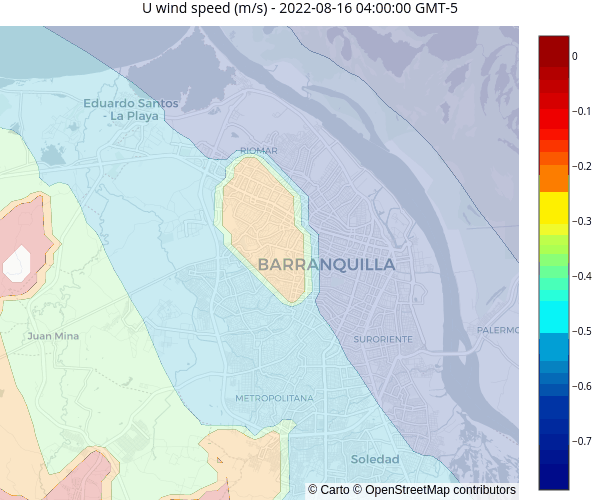 U wind speed (m/s) - 2022-08-16 04:00:00 GMT-5
Eduardo Santos
- La Playa
RIOMAR
BARRANQUILLA
Juan Mina
SURORIENTE
PALERMO
METROPOLITANA
Soledad
© Carto © OpenStreetMap contributors
0
−0.1
−0.2
−0.3
−0.4
−0.5
−0.6
−0.7